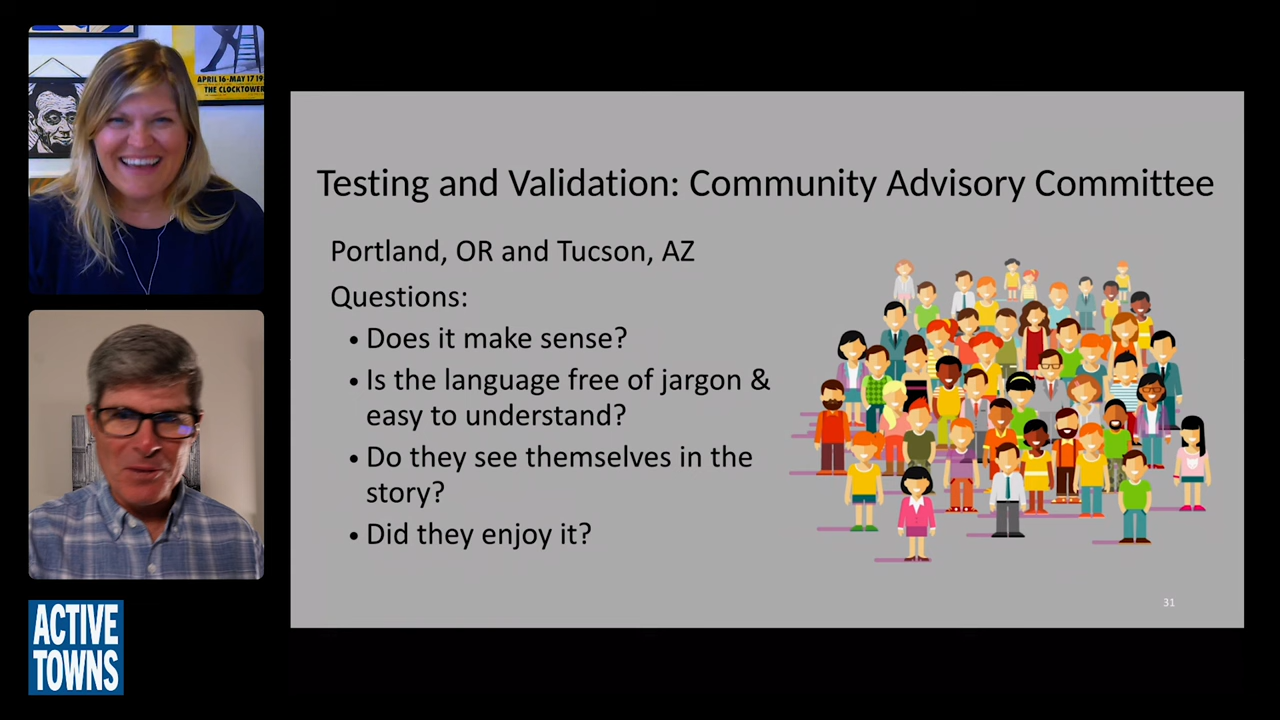 APRIL 16-MAY 17 19
THE CLOCKTOWER
Testing and Validation: Community Advisory Committee
Portland, OR and Tucson, AZ
Questions:
• Does it make sense?
• Is the language free of jargon &
easy to understand?
• Do they see themselves in the
story?
• Did they enjoy it?
31
ACTIVE
TOWNS